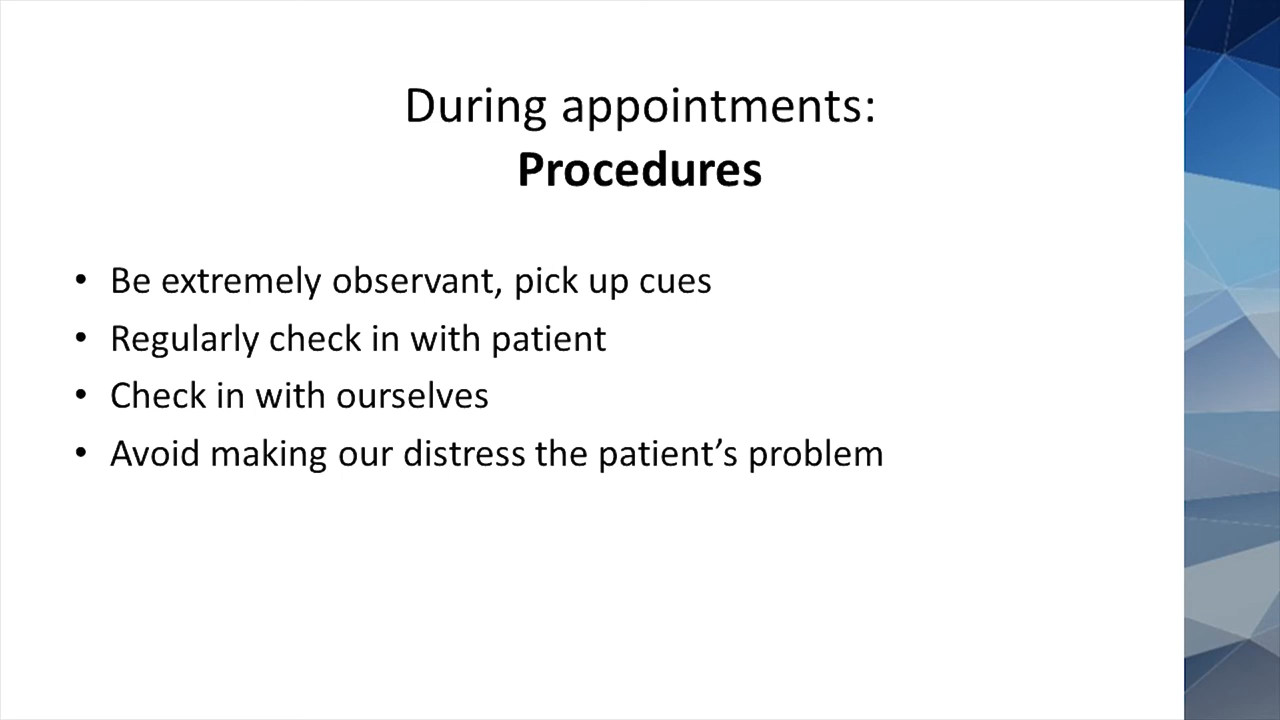 During appointments:
Procedures
• Be extremely observant, pick up cues
• Regularly check in with patient
• Check in with ourselves
• Avoid making our distress the patient’s problem